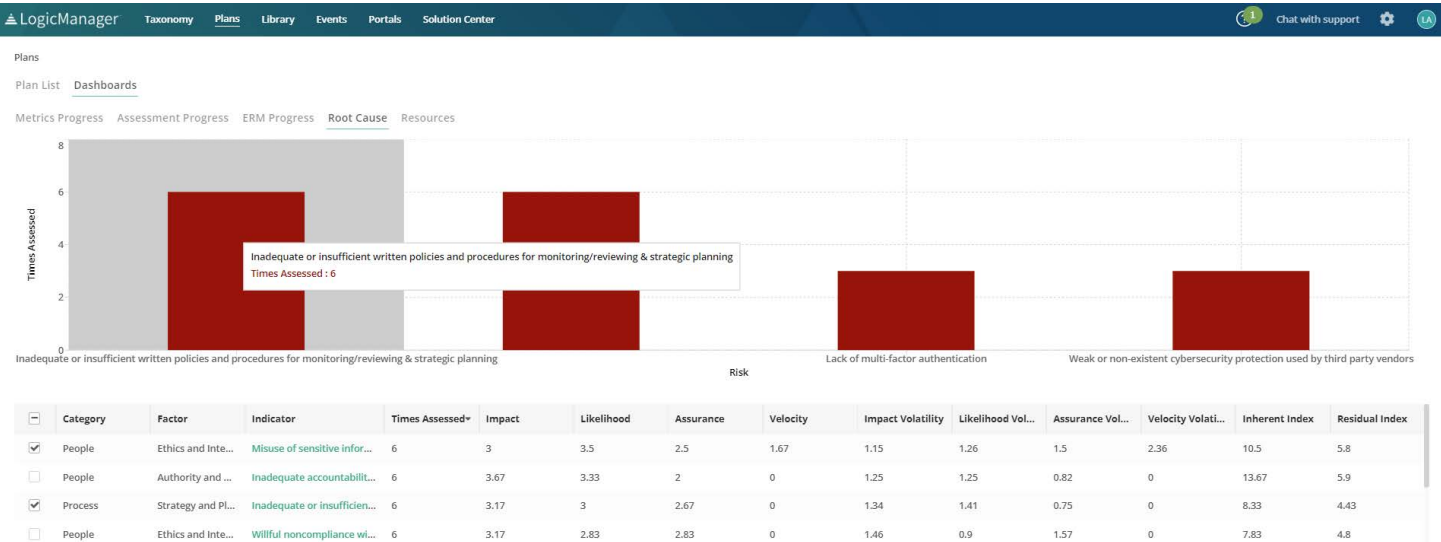 LogicManager Taxonomy Plans Library Events Portals Solution Center 1 Chat with support LA
Plans
Plan List Dashboards
Metrics Progress Assessment Progress ERM Progress Root Cause Resources
8
6
4
2
0
Times Assessed
Inadequate or insufficient written policies and procedures for monitoring/reviewing & strategic planning
Times Assessed : 6
Inadequate or insufficient written policies and procedures for monitoring/reviewing & strategic planning Lack of multi-factor authentication Weak or non-existent cybersecurity protection used by third party vendors
Risk
Category Factor Indicator Times Assessed Impact Likelihood Assurance Velocity Impact Volatility Likelihood Vol... Assurance Vol... Velocity Volati... Inherent Index Residual Index
People Ethics and Inte... Misuse of sensitive infor... 6 3 3.5 2.5 1.67 1.15 1.26 1.5 2.36 10.5 5.8
People Authority and ... Inadequate accountabilit... 6 3.67 3.33 2 0 1.25 1.25 0.82 0 13.67 5.9
Process Strategy and Pl... Inadequate or insufficien... 6 3.17 3 2.67 0 1.34 1.41 0.75 0 8.33 4.43
People Ethics and Inte... Willful noncompliance wi... 6 3.17 2.83 2.83 0 1.46 0.9 1.57 0 7.83 4.8